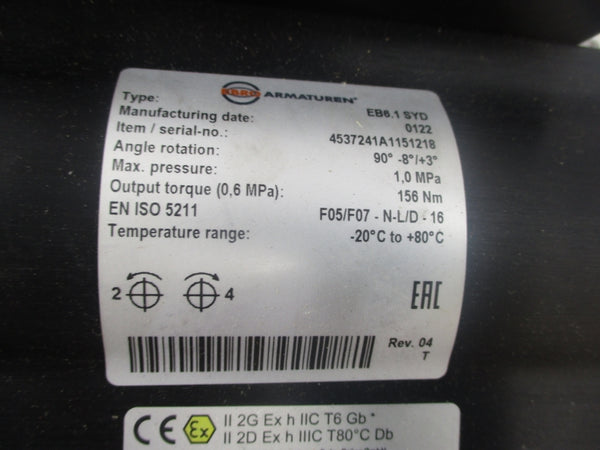 EBRO ARMATUREN®
Type: EB6.1 SYD
Manufacturing date: 0122
Item / serial-no.: 4537241A1151218
Angle rotation: 90° -8°/+3°
Max. pressure: 1,0 MPa
Output torque (0,6 MPa): 156 Nm
EN ISO 5211 F05/F07 - N-L/D - 16
Temperature range: -20°C to +80°C
2 4 EAC
Rev. 04
T
CE Ex II 2G Ex h IIC T6 Gb *
II 2D Ex h IIIC T80°C Db